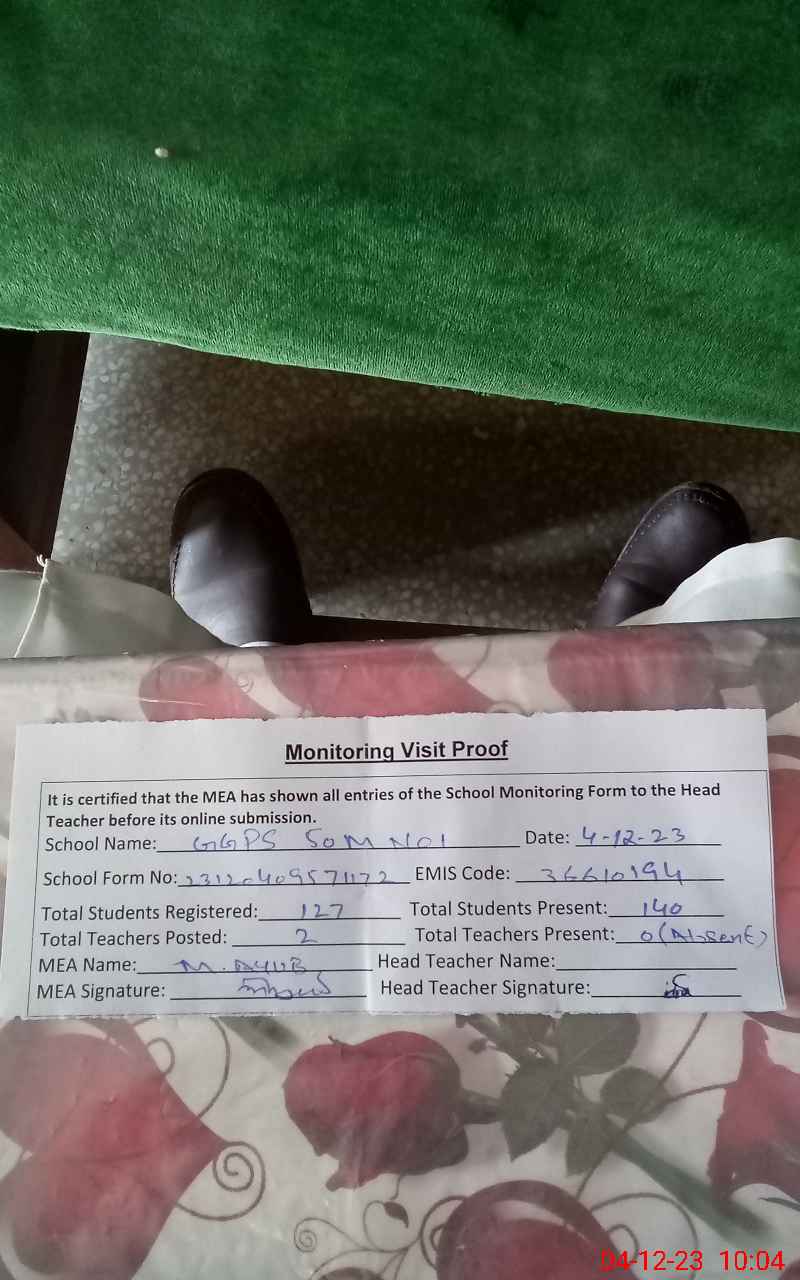 Monitoring Visit Proof
It is certified that the MEA has shown all entries of the School Monitoring Form to the Head
Teacher before its online submission.
School Name: GGPS SOM NOI Date: 4-12-23
School Form No: 23120409571172 EMIS Code: 36610194
Total Students Registered: 127 Total Students Present: 140
Total Teachers Posted: 2 Total Teachers Present: 0 (Absent)
MEA Name: M. AYUB Head Teacher Name:
MEA Signature: Head Teacher Signature:
04-12-23 10:04